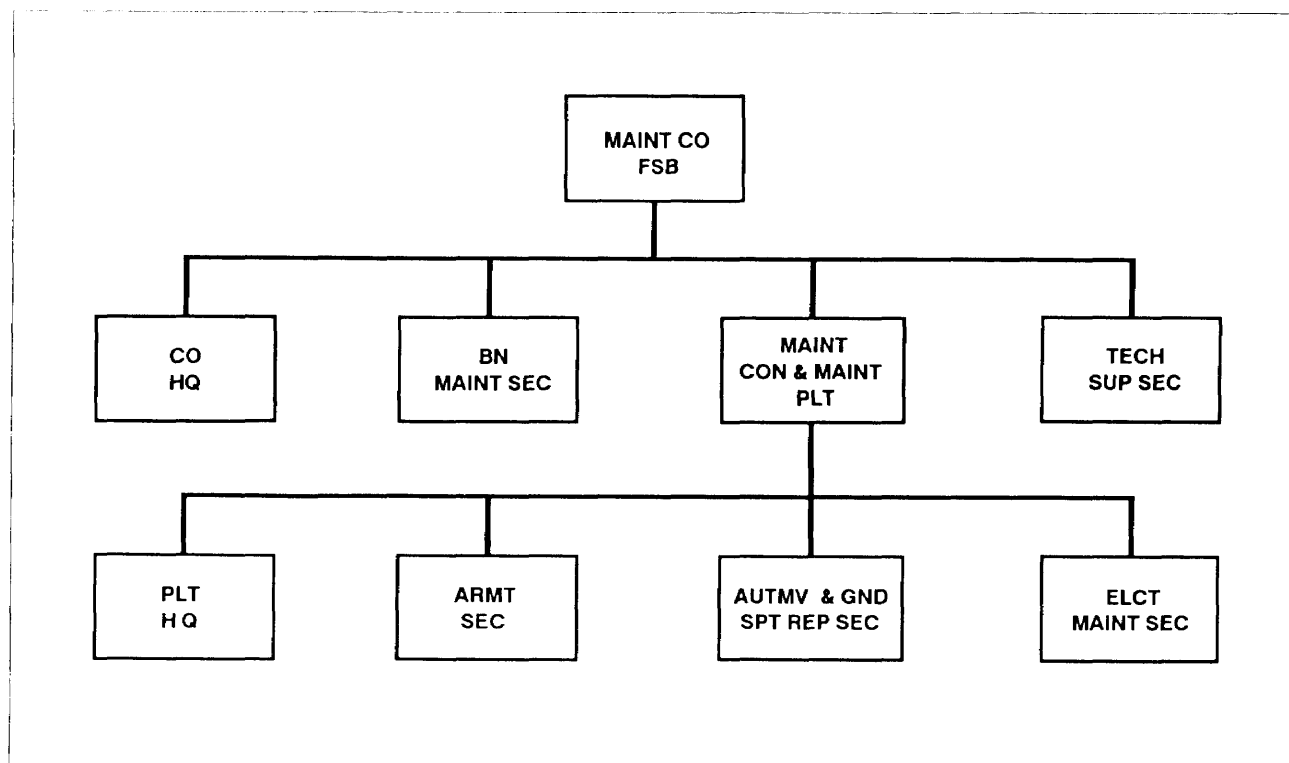 MAINT CO
FSB
CO
HQ
BN
MAINT SEC
MAINT
CON & MAINT
PLT
TECH
SUP SEC
PLT
H Q
ARMT
SEC
AUTMV & GND
SPT REP SEC
ELCT
MAINT SEC